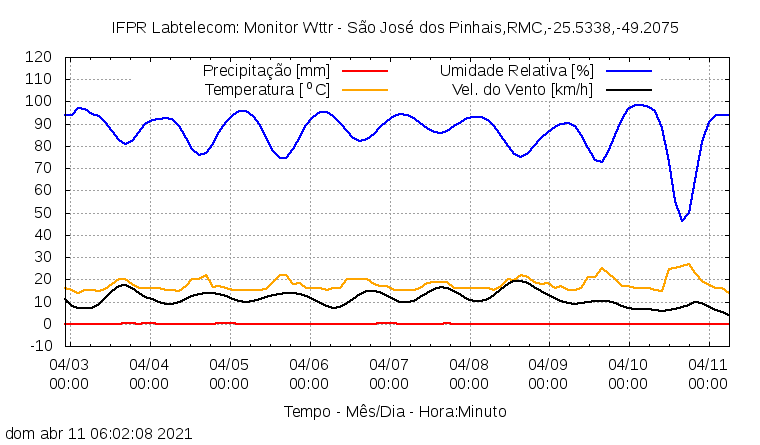 IFPR Labtelecom: Monitor Wttr - São José dos Pinhais,RMC,-25.5338,-49.2075
120
110
100
90
80
70
60
50
40
30
20
10
0
-10
Precipitação [mm]
Temperatura [⁰C]
Umidade Relativa [%]
Vel. do Vento [km/h]
04/03 04/04 04/05 04/06 04/07 04/08 04/09 04/10 04/11
00:00 00:00 00:00 00:00 00:00 00:00 00:00 00:00 00:00
Tempo - Mês/Dia - Hora:Minuto
dom abr 11 06:02:08 2021